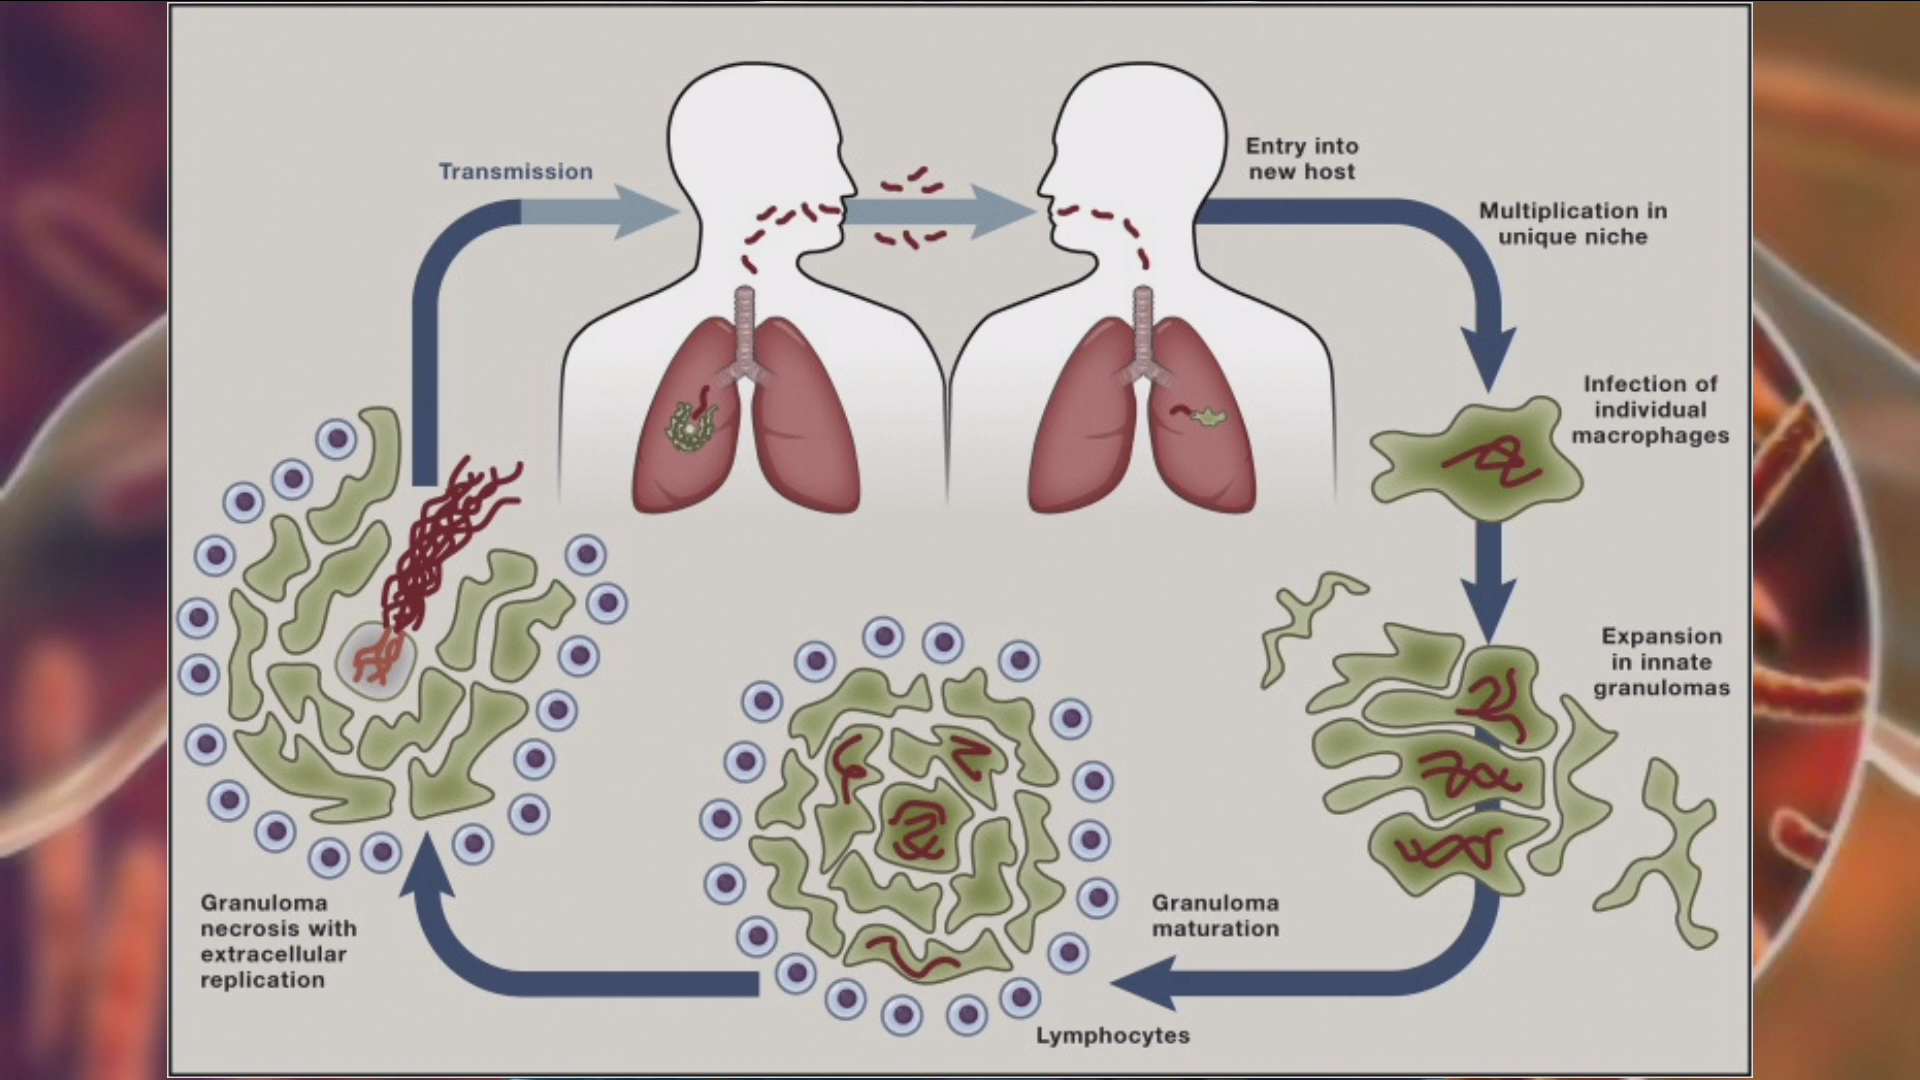 Transmission
Entry into
new host
Multiplication in
unique niche
Infection of
individual
macrophages
Expansion
in innate
granulomas
Granuloma
maturation
Lymphocytes
Granuloma
necrosis with
extracellular
replication